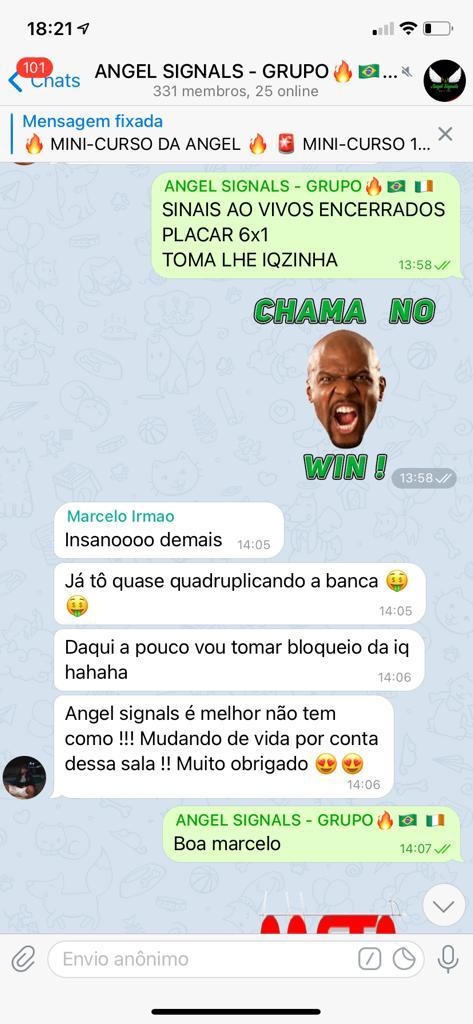 18:21
101
Chats
ANGEL SIGNALS - GRUPO🔥🇧🇷...
331 membros, 25 online
Mensagem fixada
🔥 MINI-CURSO DA ANGEL 🔥 🚨 MINI-CURSO 1...
ANGEL SIGNALS - GRUPO🔥🇧🇷 🇮🇪
SINAIS AO VIVOS ENCERRADOS
PLACAR 6x1
TOMA LHE IQZINHA
13:58
CHAMA NO
WIN !
13:58
Marcelo Irmao
Insanoooo demais
14:05
Já tô quase quadruplicando a banca 🤑
🤑
14:05
Daqui a pouco vou tomar bloqueio da iq
hahaha
14:06
Angel signals é melhor não tem
como !!! Mudando de vida por conta
dessa sala !! Muito obrigado 😍😍
14:06
ANGEL SIGNALS - GRUPO🔥🇧🇷 🇮🇪
Boa marcelo
14:07
Envio anônimo